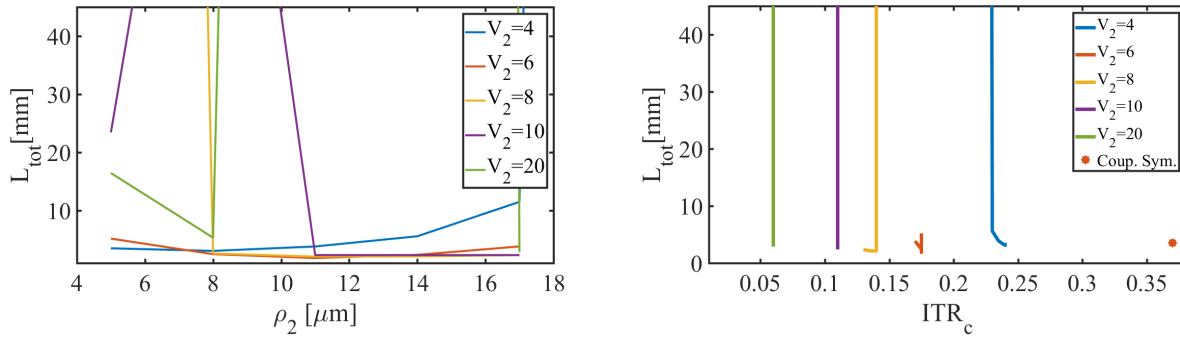 L_tot[mm]
40
30
20
10
4 6 8 10 12 14 16 18
ρ_2 [μm]
V_2=4
V_2=6
V_2=8
V_2=10
V_2=20
L_tot [mm]
40
30
20
10
0
0.05 0.1 0.15 0.2 0.25 0.3 0.35
ITR_c
V_2=4
V_2=6
V_2=8
V_2=10
V_2=20
Coup. Sym.